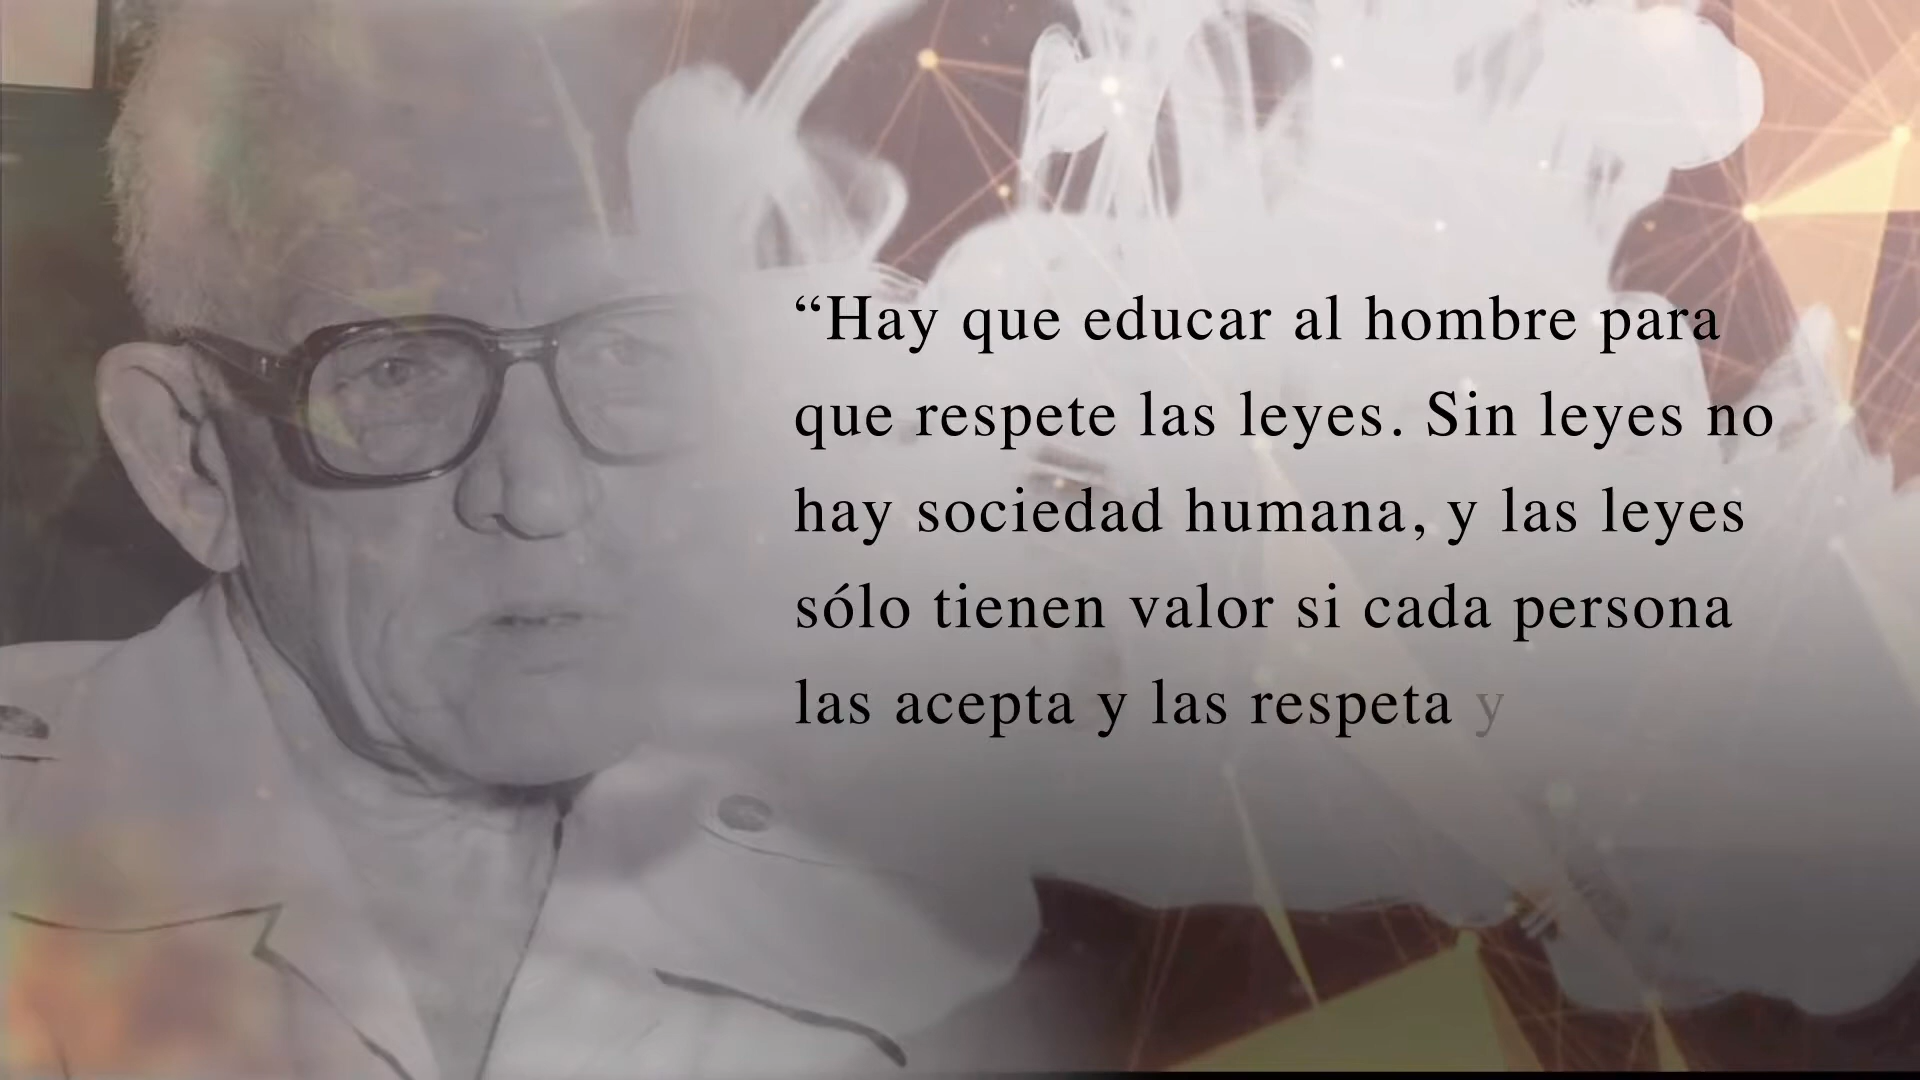 “Hay que educar al hombre para
que respete las leyes. Sin leyes no
hay sociedad humana, y las leyes
sólo tienen valor si cada persona
las acepta y las respeta y